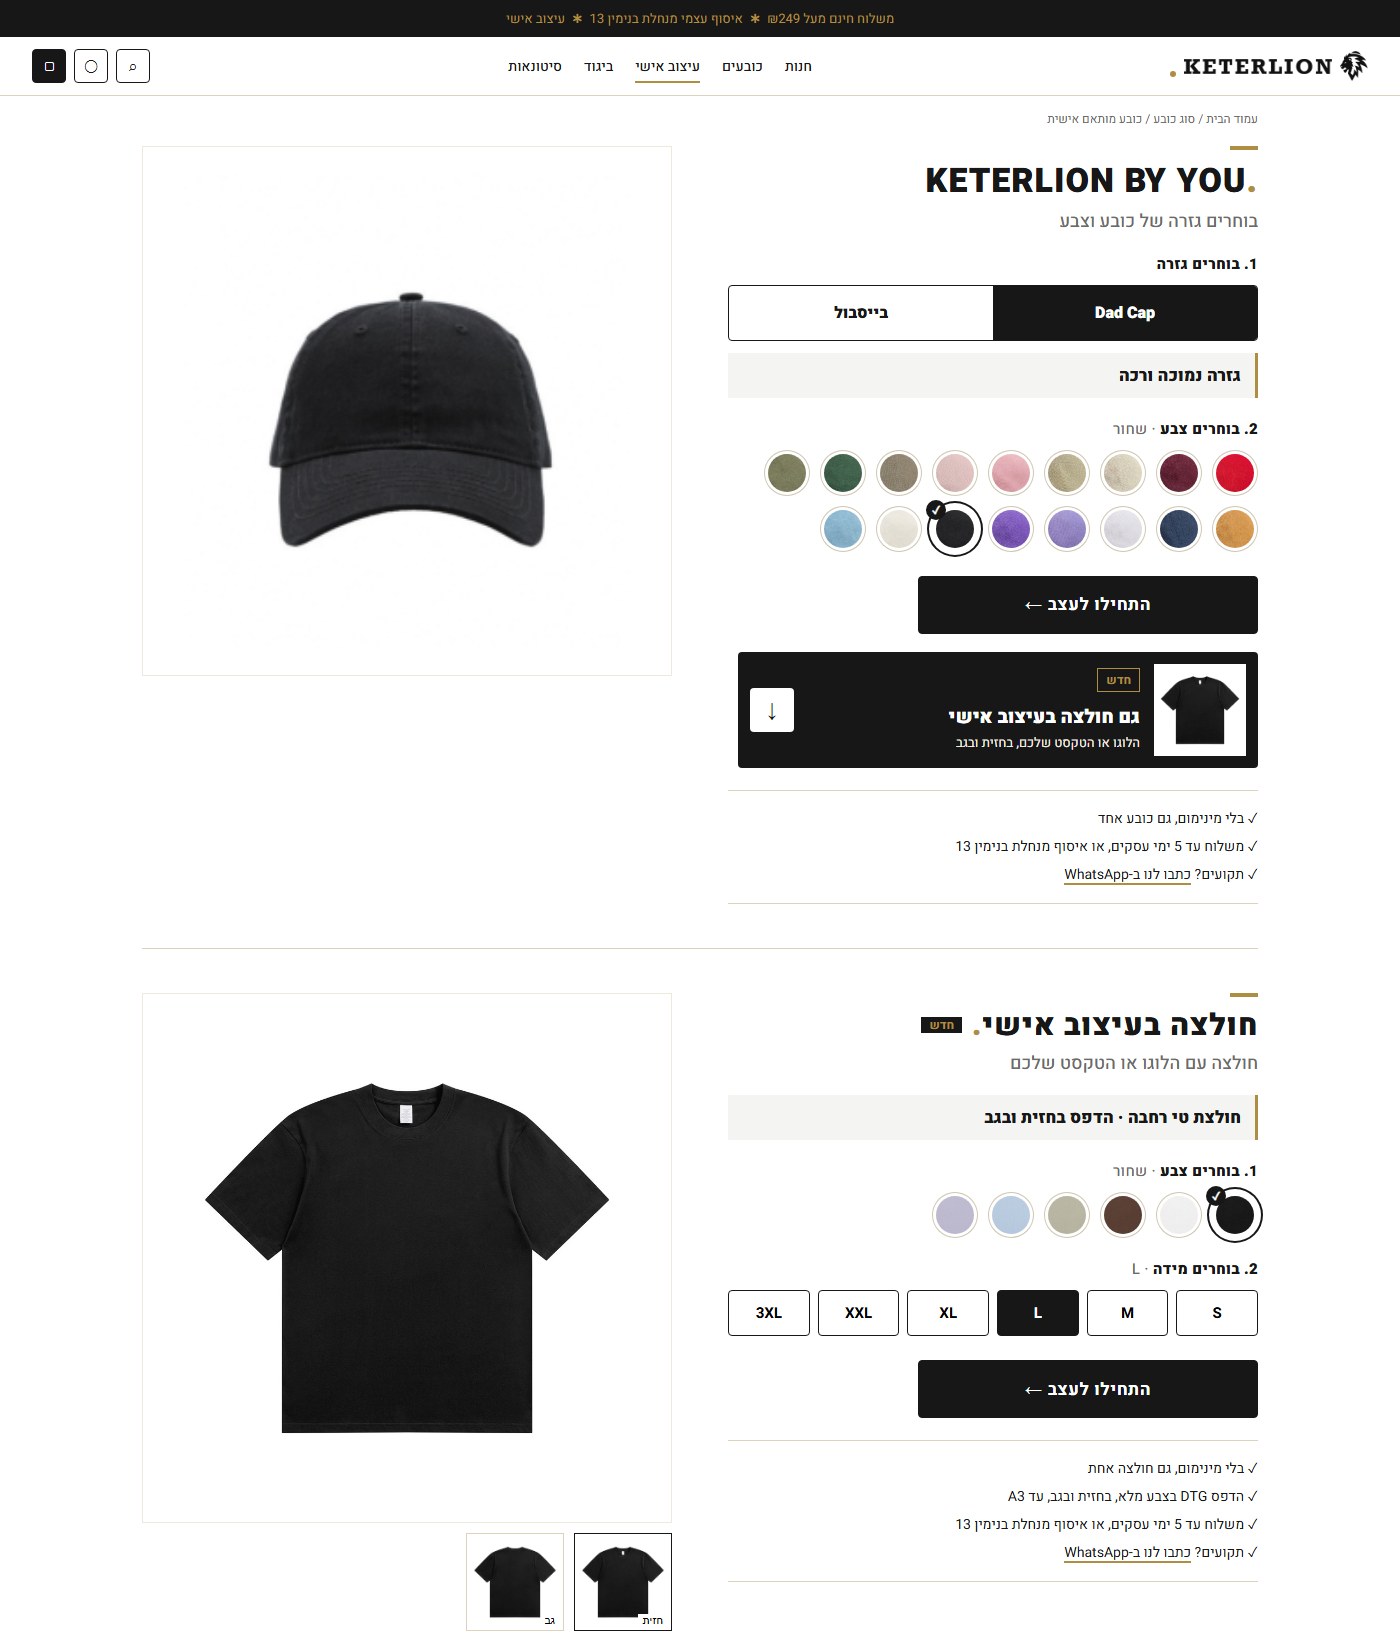 משלוח חינם מעל ₪249 ✱ איסוף עצמי מנחלת בנימין 13 ✱ עיצוב אישי
KETERLION.
חנות כובעים עיצוב אישי ביגוד סיטונאות
עמוד הבית / סוג כובע / כובע מותאם אישית
KETERLION BY YOU.
בוחרים גזרה של כובע וצבע
1. בוחרים גזרה
Dad Cap בייסבול
גזרה נמוכה ורכה
2. בוחרים צבע · שחור
התחילו לעצב ←
חדש
גם חולצה בעיצוב אישי
הלוגו או הטקסט שלכם, בחזית ובגב
↓
✓ בלי מינימום, גם כובע אחד
✓ משלוח עד 5 ימי עסקים, או איסוף מנחלת בנימין 13
✓ תקועים? כתבו לנו ב-WhatsApp
חולצה בעיצוב אישי. חדש
חולצה עם הלוגו או הטקסט שלכם
חולצת טי רחבה · הדפס בחזית ובגב
1. בוחרים צבע · שחור
2. בוחרים מידה · L
S M L XL XXL 3XL
התחילו לעצב ←
✓ בלי מינימום, גם חולצה אחת
✓ הדפס DTG בצבע מלא, בחזית ובגב, עד A3
✓ משלוח עד 5 ימי עסקים, או איסוף מנחלת בנימין 13
✓ תקועים? כתבו לנו ב-WhatsApp
חזית גב